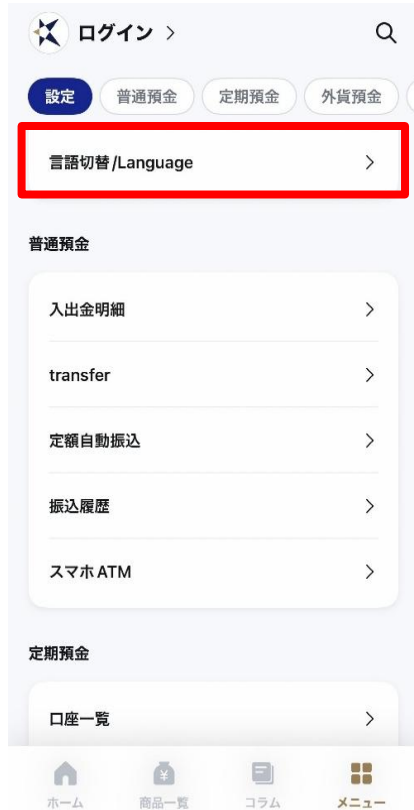 ログイン
設定 普通預金 定期預金 外貨預金
言語切替/Language
普通預金
入出金明細
transfer
定額自動振込
振込履歴
スマホATM
定期預金
口座一覧
ホーム 商品一覧 コラム メニュー